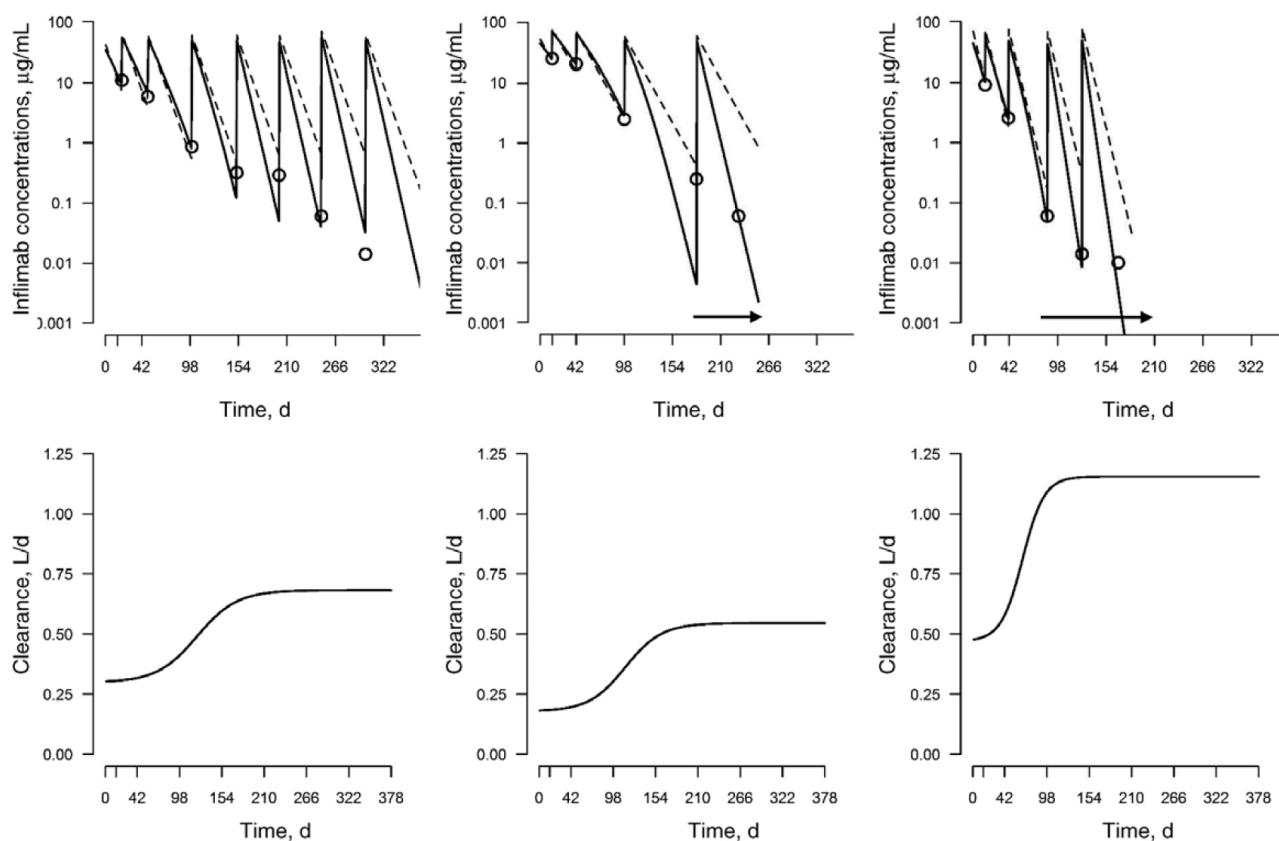 Inflimab concentrations, μg/mL
100
10
1
0.1
0.01
0.001
0 42 98 154 210 266 322
Time, d
Inflimab concentrations, μg/mL
100
10
1
0.1
0.01
0.001
0 42 98 154 210 266 322
Time, d
Inflimab concentrations, μg/mL
100
10
1
0.1
0.01
0.001
0 42 98 154 210 266 322
Time, d
Clearance, L/d
1.25
1.00
0.75
0.50
0.25
0.00
0 42 98 154 210 266 322 378
Time, d
Clearance, L/d
1.25
1.00
0.75
0.50
0.25
0.00
0 42 98 154 210 266 322 378
Time, d
Clearance, L/d
1.25
1.00
0.75
0.50
0.25
0.00
0 42 98 154 210 266 322 378
Time, d